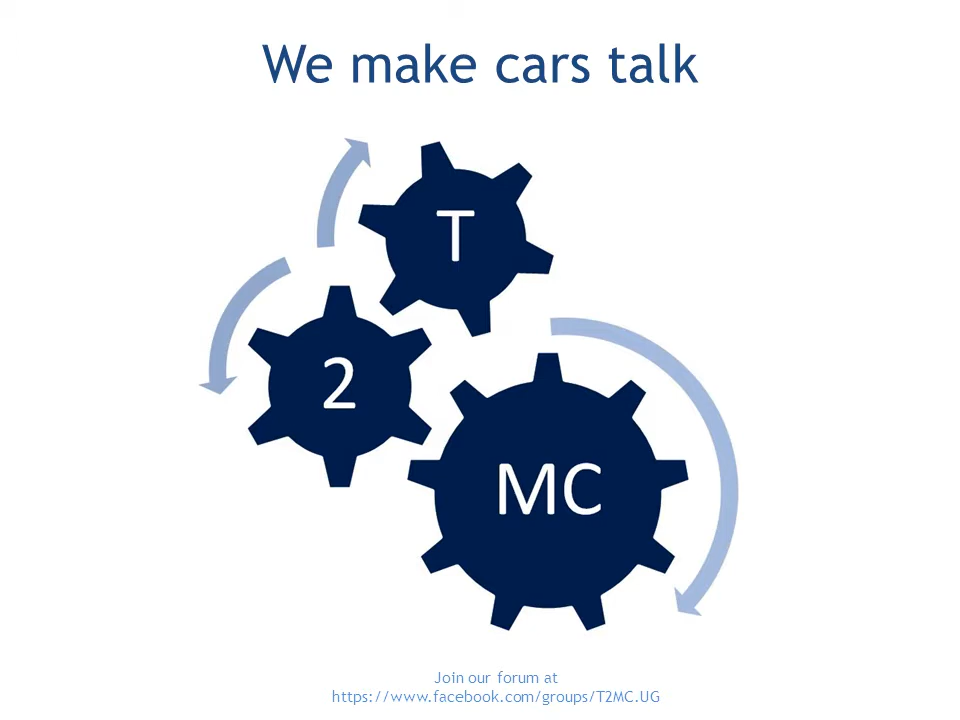 We make cars talk
T
2
MC
Join our forum at
https://www.facebook.com/groups/T2MC.UG